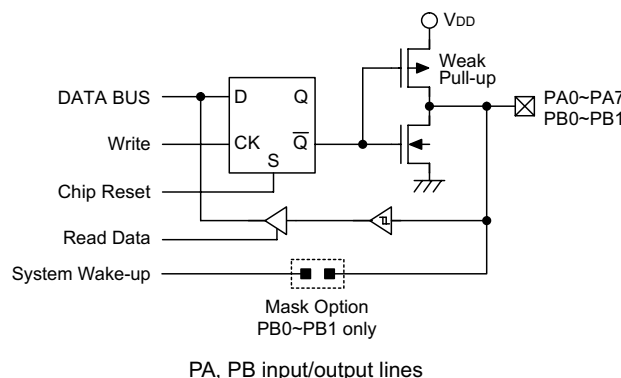 VDD
Weak
Pull-up
DATA BUS
D
Q
PA0~PA7
PB0~PB1
Write
CK
Q
S
Chip Reset
Read Data
System Wake-up
Mask Option
PB0~PB1 only
PA, PB input/output lines